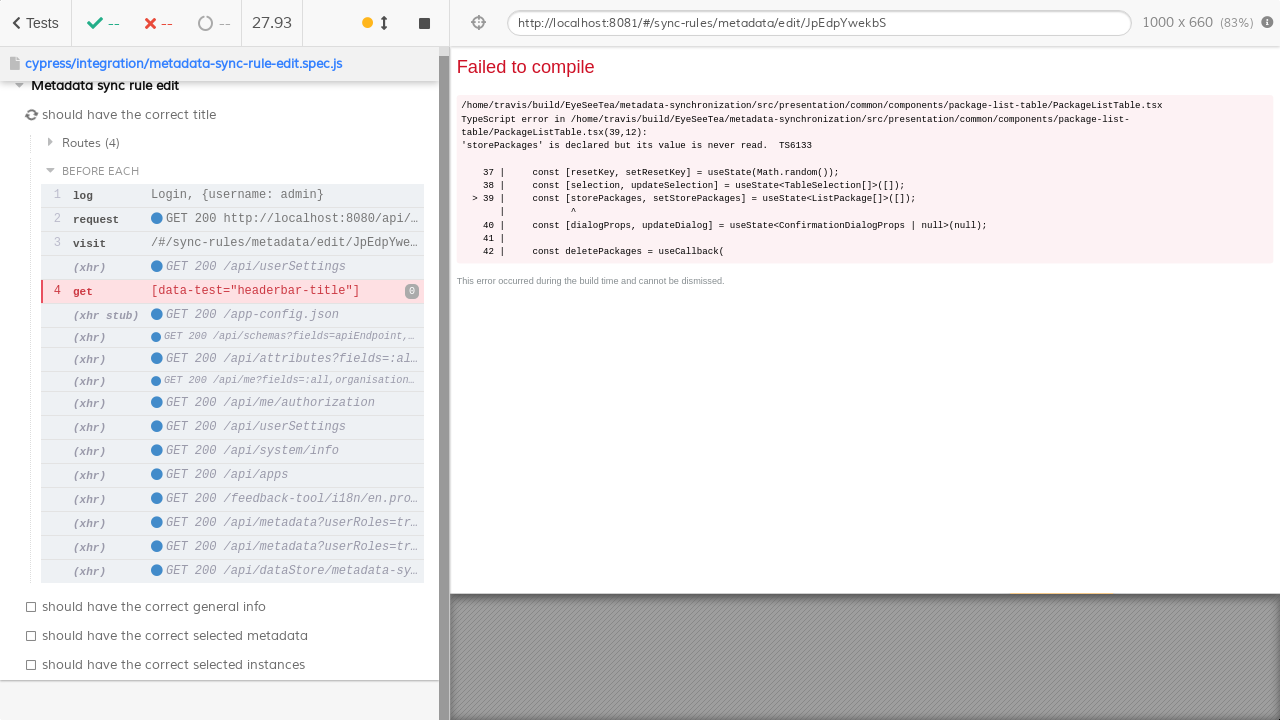 Tests
--
--
--
27.93
http://localhost:8081/#/sync-rules/metadata/edit/JpEdpYwekbS
1000 x 660 (83%)
cypress/integration/metadata-sync-rule-edit.spec.js
Metadata sync rule edit
should have the correct title
Routes (4)
BEFORE EACH
1 log Login, {username: admin}
2 request GET 200 http://localhost:8080/api/…
3 visit /#/sync-rules/metadata/edit/JpEdpYwe…
(xhr) GET 200 /api/userSettings
4 get [data-test="headerbar-title"] 0
(xhr stub) GET 200 /app-config.json
(xhr) GET 200 /api/schemas?fields=apiEndpoint,…
(xhr) GET 200 /api/attributes?fields=:al…
(xhr) GET 200 /api/me?fields=:all,organisation…
(xhr) GET 200 /api/me/authorization
(xhr) GET 200 /api/userSettings
(xhr) GET 200 /api/system/info
(xhr) GET 200 /api/apps
(xhr) GET 200 /feedback-tool/i18n/en.pro…
(xhr) GET 200 /api/metadata?userRoles=tr…
(xhr) GET 200 /api/metadata?userRoles=tr…
(xhr) GET 200 /api/dataStore/metadata-sy…
should have the correct general info
should have the correct selected metadata
should have the correct selected instances
Failed to compile
/home/travis/build/EyeSeeTea/metadata-synchronization/src/presentation/common/components/package-list-table/PackageListTable.tsx
TypeScript error in /home/travis/build/EyeSeeTea/metadata-synchronization/src/presentation/common/components/package-list-
table/PackageListTable.tsx(39,12):
'storePackages' is declared but its value is never read.  TS6133
37 |     const [resetKey, setResetKey] = useState(Math.random());
38 |     const [selection, updateSelection] = useState<TableSelection[]>([]);
> 39 |     const [storePackages, setStorePackages] = useState<ListPackage[]>([]);
|            ^
40 |     const [dialogProps, updateDialog] = useState<ConfirmationDialogProps | null>(null);
41 |
42 |     const deletePackages = useCallback(
This error occurred during the build time and cannot be dismissed.